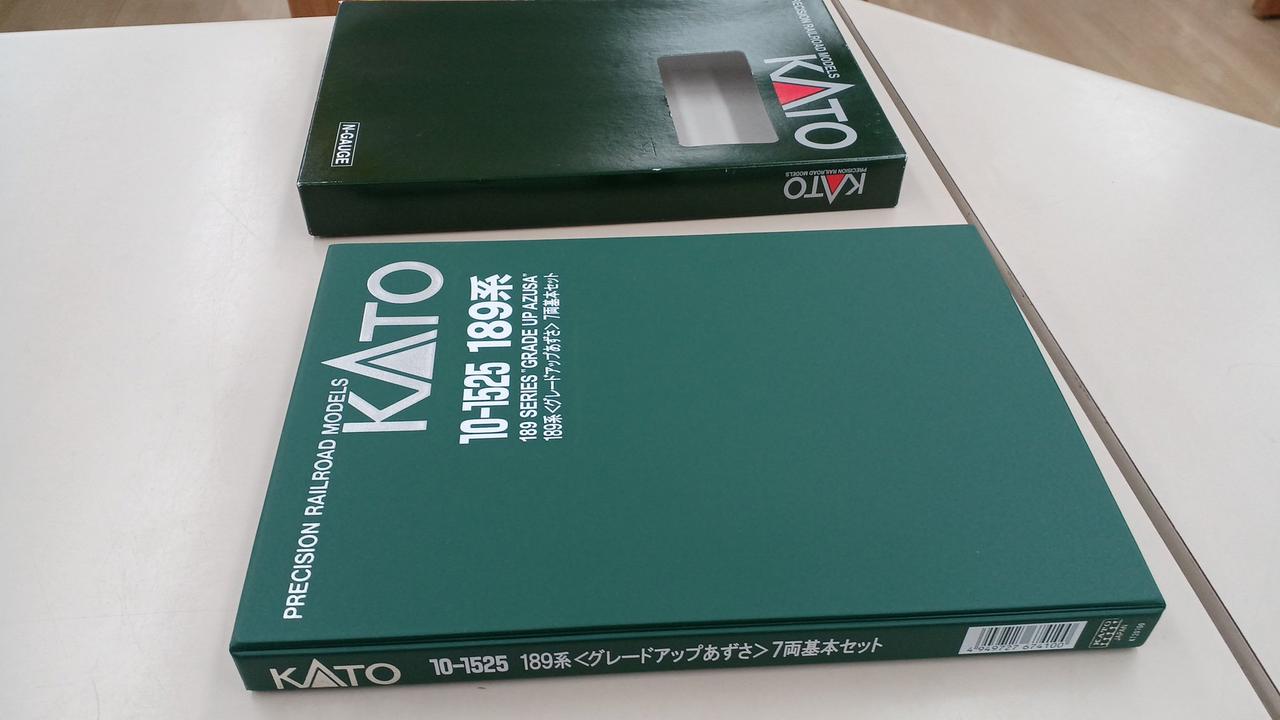 PRECISION RAILROAD MODELS
KATO
N-GAUGE
KATO
PRECISION RAILROAD MODELS
PRECISION RAILROAD MODELS
KATO
10-1525 189系
189 SERIES "GRADE UP AZUSA"
189系<グレードアップあずさ> 7両基本セット
KATO 10-1525 189系<グレードアップあずさ>7両基本セット
4 949727 674100